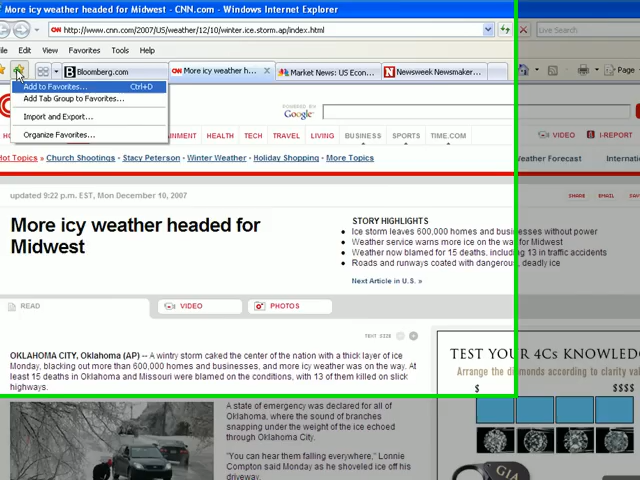 More icy weather headed for Midwest - CNN.com - Windows Internet Explorer
http://www.cnn.com/2007/US/weather/12/10/winter.ice.storm.ap/index.html
Live Search
Edit View Favorites Tools Help
Bloomberg.com
More icy weather h...
Market News: US Econ...
Newsweek Newsmaker...
Page
Add to Favorites... Ctrl+D
Add Tab Group to Favorites...
Import and Export...
Organize Favorites...
POWERED BY
Google
TECH TRAVEL LIVING BUSINESS SPORTS TIME.COM VIDEO I-REPORT
Hot Topics » Church Shootings • Stacy Peterson • Winter Weather • Holiday Shopping • More Topics
Weather Forecast
updated 9:22 p.m. EST, Mon December 10, 2007
SHARE EMAIL
More icy weather headed for
Midwest
STORY HIGHLIGHTS
Ice storm leaves 600,000 homes and businesses without power
Weather service warns more ice on the way for Midwest
Weather now blamed for 15 deaths, including 13 in traffic accidents
Roads and runways coated with dangerous, deadly ice
Next Article in U.S. »
READ VIDEO PHOTOS
TEXT SIZE
OKLAHOMA CITY, Oklahoma (AP) -- A wintry storm caked the center of the nation with a thick layer of ice
Monday, blacking out more than 600,000 homes and businesses, and more icy weather was on the way. At
least 15 deaths in Oklahoma and Missouri were blamed on the conditions, with 13 of them killed on slick
highways.
A state of emergency was declared for all of
Oklahoma, where the sound of branches
snapping under the weight of the ice echoed
through Oklahoma City.
"You can hear them falling everywhere," Lonnie
Compton said Monday as he shoveled ice off his
driveway.
TEST YOUR 4Cs
Arrange the diamonds according to clarity
$ $$$$
GIA